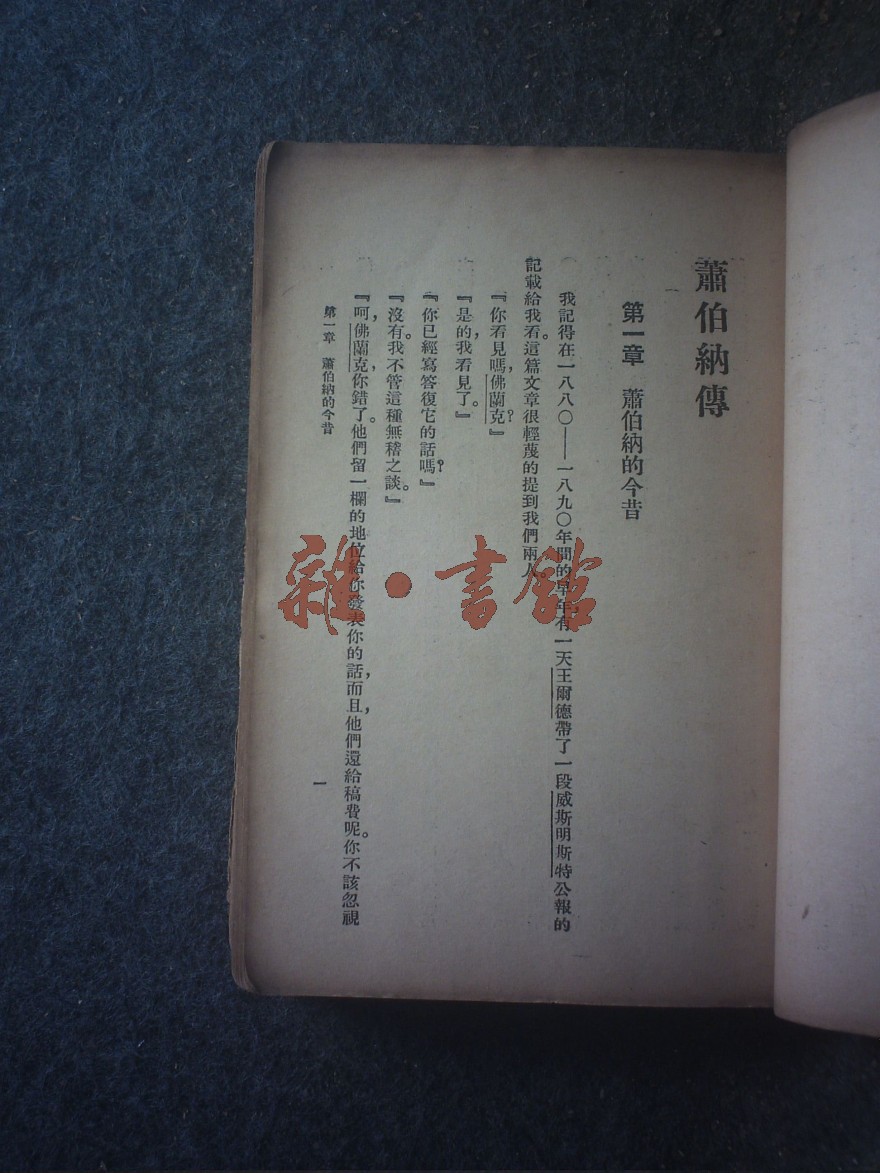 蕭伯納傳
第一章　蕭伯納的今昔
我記得在一八八〇——一八九〇年間的早年，有一天王爾德帶了一段威斯明斯特公報的
記載給我看。這篇文章很輕蔑的提到我們兩人。
『你看見嗎，佛蘭克？』
『是的，我看見了。』
『你已經寫答復它的話嗎？』
『沒有。我不管這種無稽之談。』
『呵，佛蘭克，你錯了。他們留一欄的地位給你發表你的話，而且，他們還給稿費呢。你不該忽視
第一章　蕭伯納的今昔
一
雜·書館